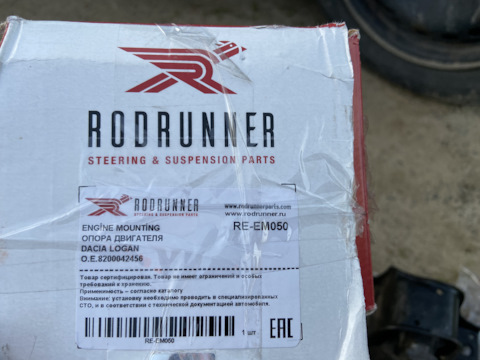 RODRUNNER
STEERING & SUSPENSION PARTS
RODRUNNER
STEERING & SUSPENSION PARTS
www.rodrunnerparts.com
www.rodrunner.ru
ENGINE MOUNTING
RE-EM050
ОПОРА ДВИГАТЕЛЯ
DACIA LOGAN
O.E.8200042456
Товар сертифицирован. Товар не имеет ограничений и особых
требований к хранению.
Применимость - согласно каталогу
Внимание: установку необходимо проводить в специализированных
СТО, и в соответствии с технической документацией автомобиля.
1 шт
EAC
RE-EM050